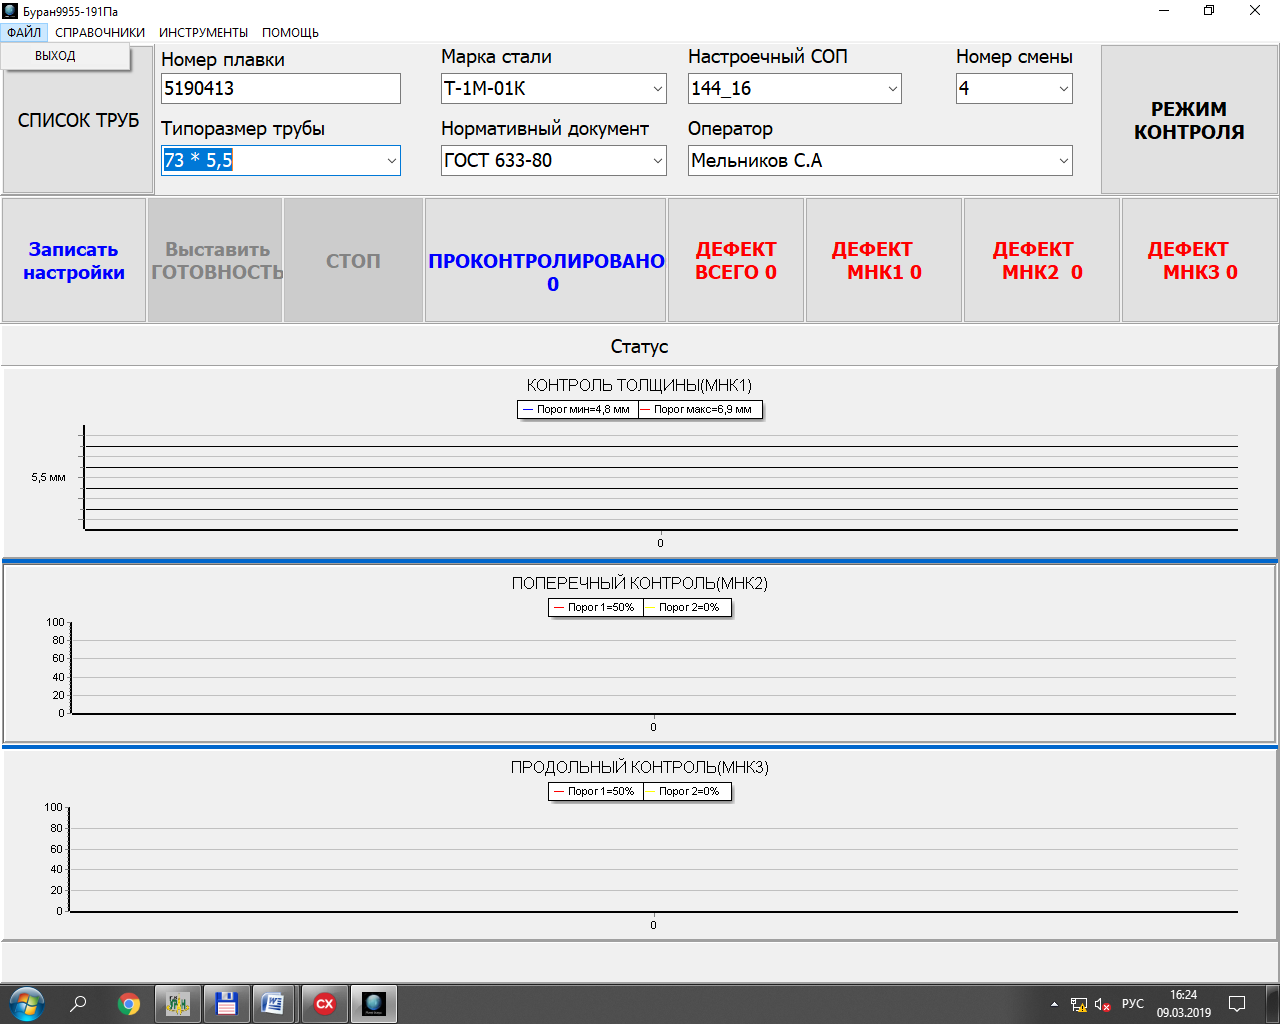 Буран9955-191Па
ФАЙЛ СПРАВОЧНИКИ ИНСТРУМЕНТЫ ПОМОЩЬ
ВЫХОД
СПИСОК ТРУБ
Номер плавки
5190413
Марка стали
Т-1М-01К
Настроечный СОП
144_16
Номер смены
4
Типоразмер трубы
73 * 5,5
Нормативный документ
ГОСТ 633-80
Оператор
Мельников С.А
РЕЖИМ
КОНТРОЛЯ
Записать
настройки
Выставить
ГОТОВНОСТЬ
СТОП
ПРОКОНТРОЛИРОВАНО
0
ДЕФЕКТ
ВСЕГО 0
ДЕФЕКТ
МНК1 0
ДЕФЕКТ
МНК2 0
ДЕФЕКТ
МНК3 0
Статус
КОНТРОЛЬ ТОЛЩИНЫ(МНК1)
Порог мин=4,8 мм Порог макс=6,9 мм
5,5 мм
0
ПОПЕРЕЧНЫЙ КОНТРОЛЬ(МНК2)
Порог 1=50% Порог 2=0%
100
80
60
40
20
0
0
ПРОДОЛЬНЫЙ КОНТРОЛЬ(МНК3)
Порог 1=50% Порог 2=0%
100
80
60
40
20
0
0
CX
РУС
16:24
09.03.2019